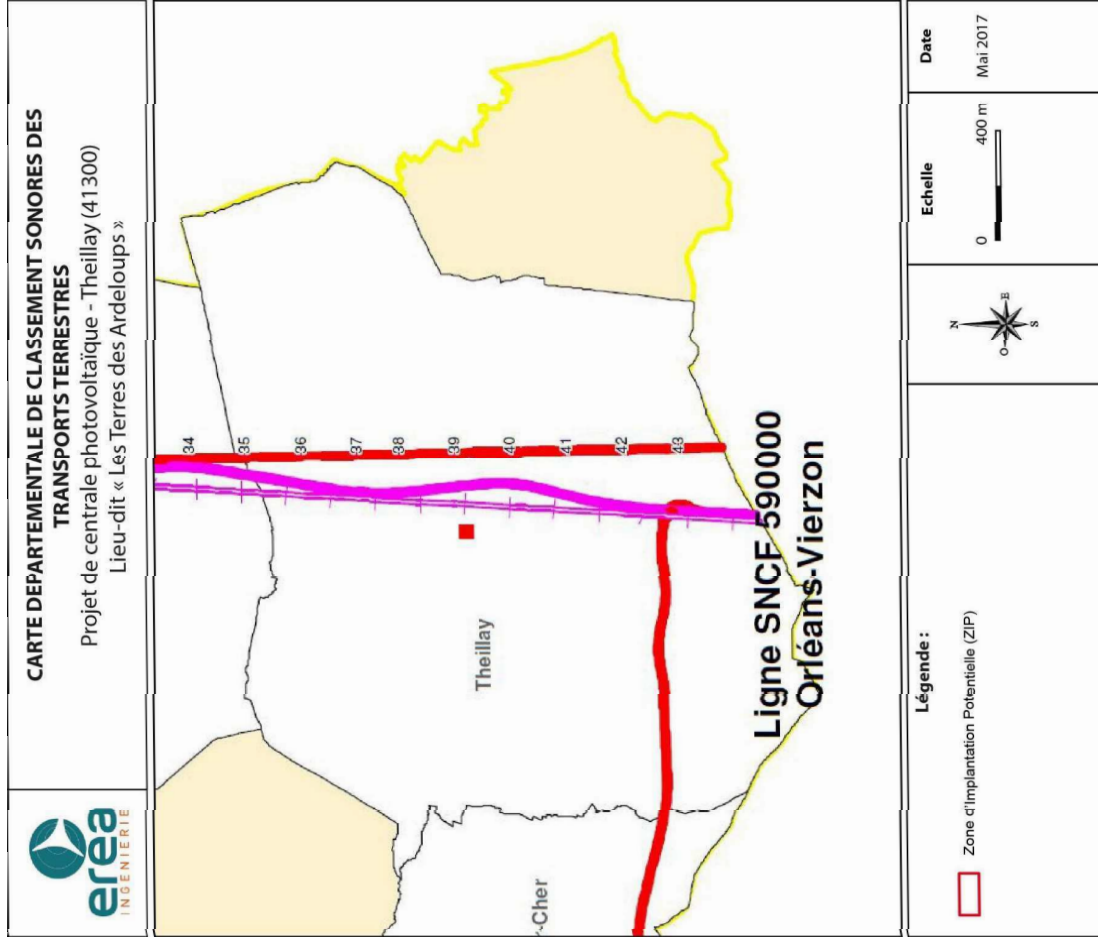 erea
INGENIERIE
CARTE DEPARTEMENTALE DE CLASSEMENT SONORES DES
TRANSPORTS TERRESTRES
Projet de centrale photovoltaïque - Theillay (41300)
Lieu-dit « Les Terres des Ardeloups »
34
35
36
37
38
39
40
41
42
43
Theillay
y-Cher
Ligne SNCF 590000
Orléans-Vierzon
Légende :
Zone d'Implantation Potentielle (ZIP)
N
O
E
S
Echelle
0
400 m
Date
Mai 2017